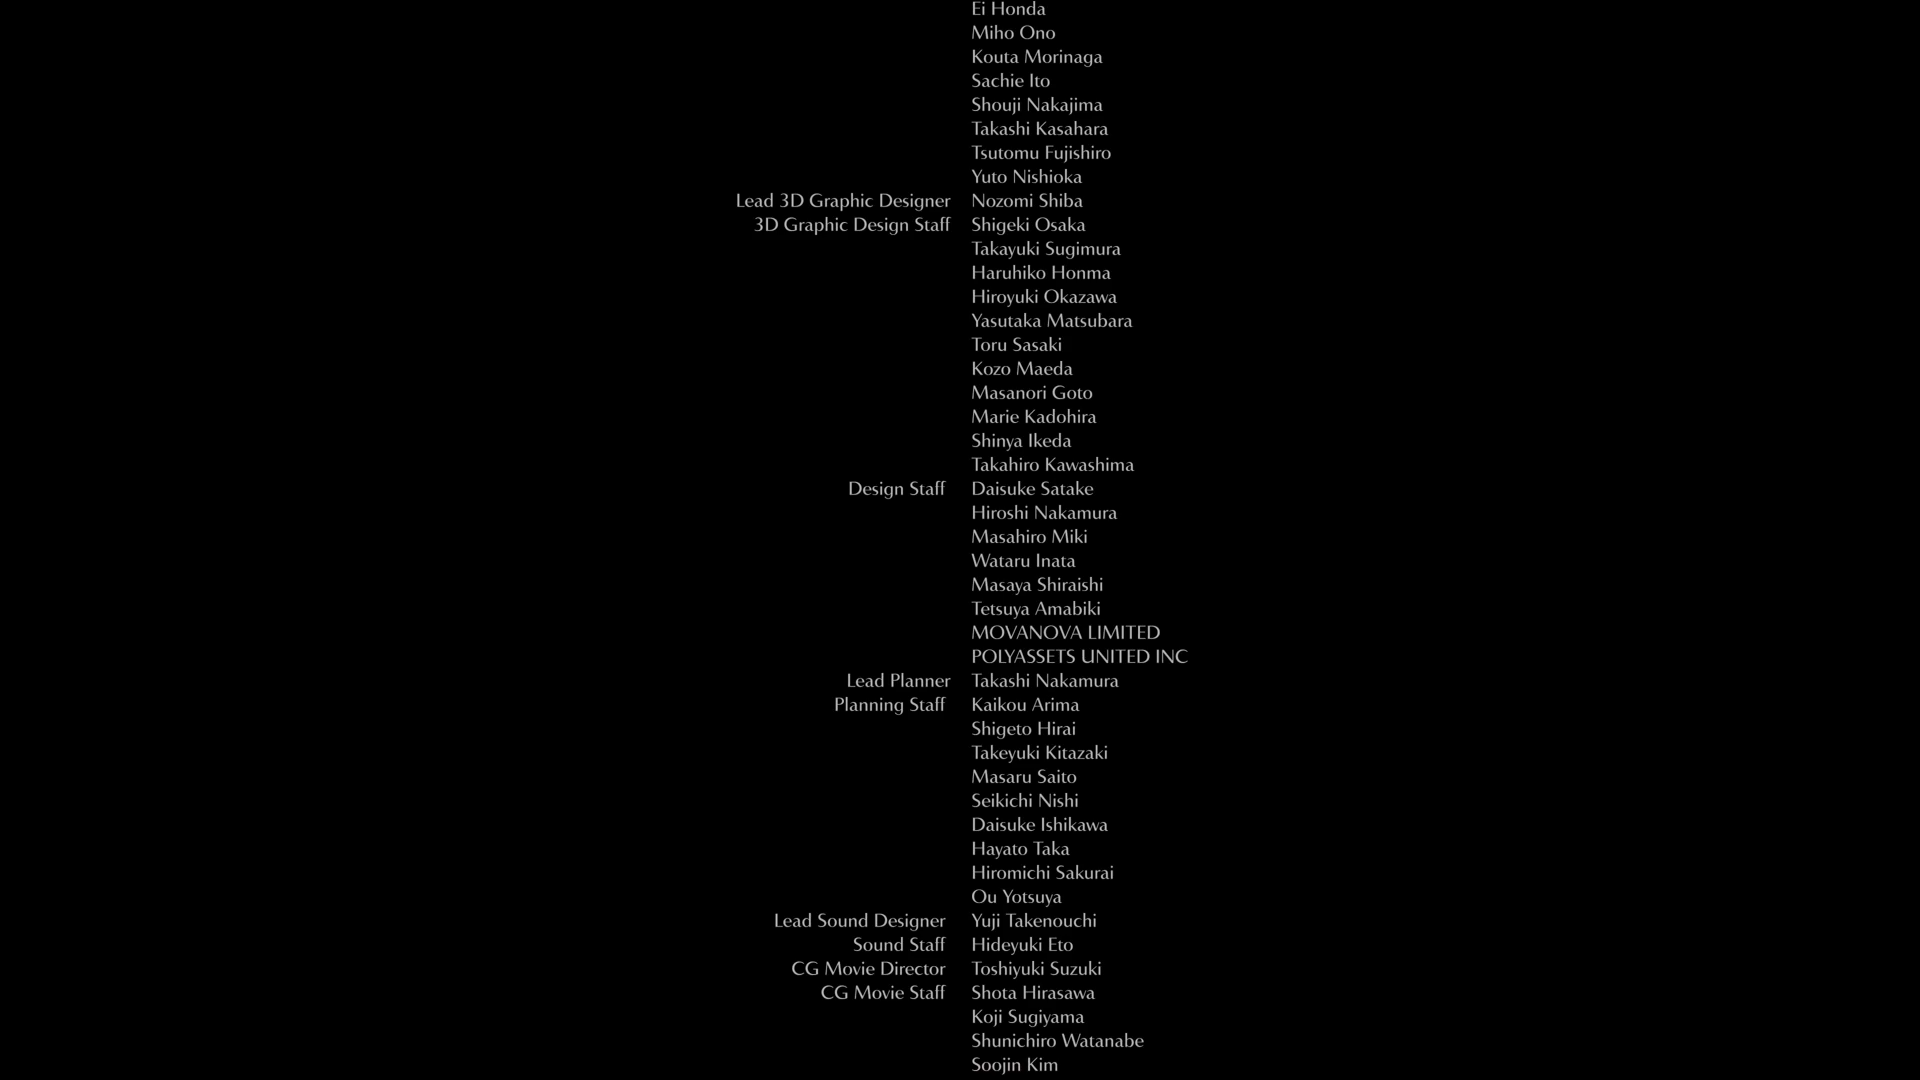 Ei Honda
Miho Ono
Kouta Morinaga
Sachie Ito
Shouji Nakajima
Takashi Kasahara
Tsutomu Fujishiro
Yuto Nishioka
Lead 3D Graphic Designer Nozomi Shiba
3D Graphic Design Staff Shigeki Osaka
Takayuki Sugimura
Haruhiko Honma
Hiroyuki Okazawa
Yasutaka Matsubara
Toru Sasaki
Kozo Maeda
Masanori Goto
Marie Kadohira
Shinya Ikeda
Takahiro Kawashima
Design Staff Daisuke Satake
Hiroshi Nakamura
Masahiro Miki
Wataru Inata
Masaya Shiraishi
Tetsuya Amabiki
MOVANOVA LIMITED
POLYASSETS UNITED INC
Lead Planner Takashi Nakamura
Planning Staff Kaikou Arima
Shigeto Hirai
Takeyuki Kitazaki
Masaru Saito
Seikichi Nishi
Daisuke Ishikawa
Hayato Taka
Hiromichi Sakurai
Ou Yotsuya
Lead Sound Designer Yuji Takenouchi
Sound Staff Hideyuki Eto
CG Movie Director Toshiyuki Suzuki
CG Movie Staff Shota Hirasawa
Koji Sugiyama
Shunichiro Watanabe
Soojin Kim